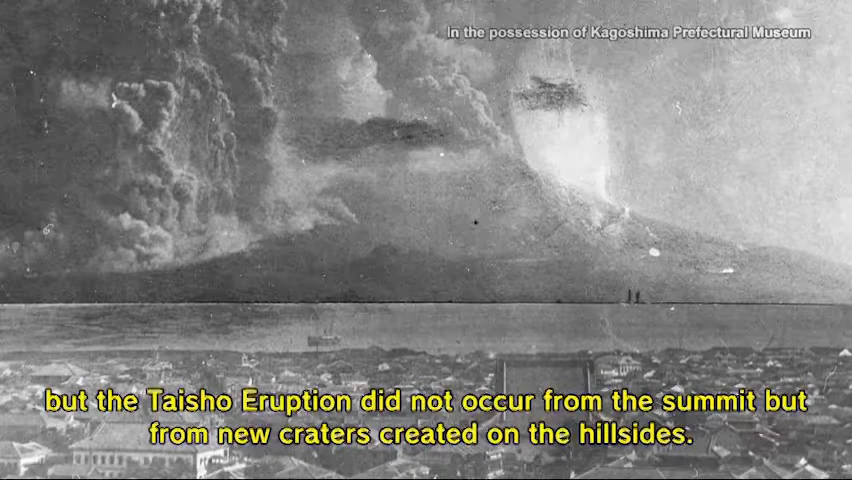 In the possession of Kagoshima Prefectural Museum
but the Taisho Eruption did not occur from the summit but
from new craters created on the hillsides.